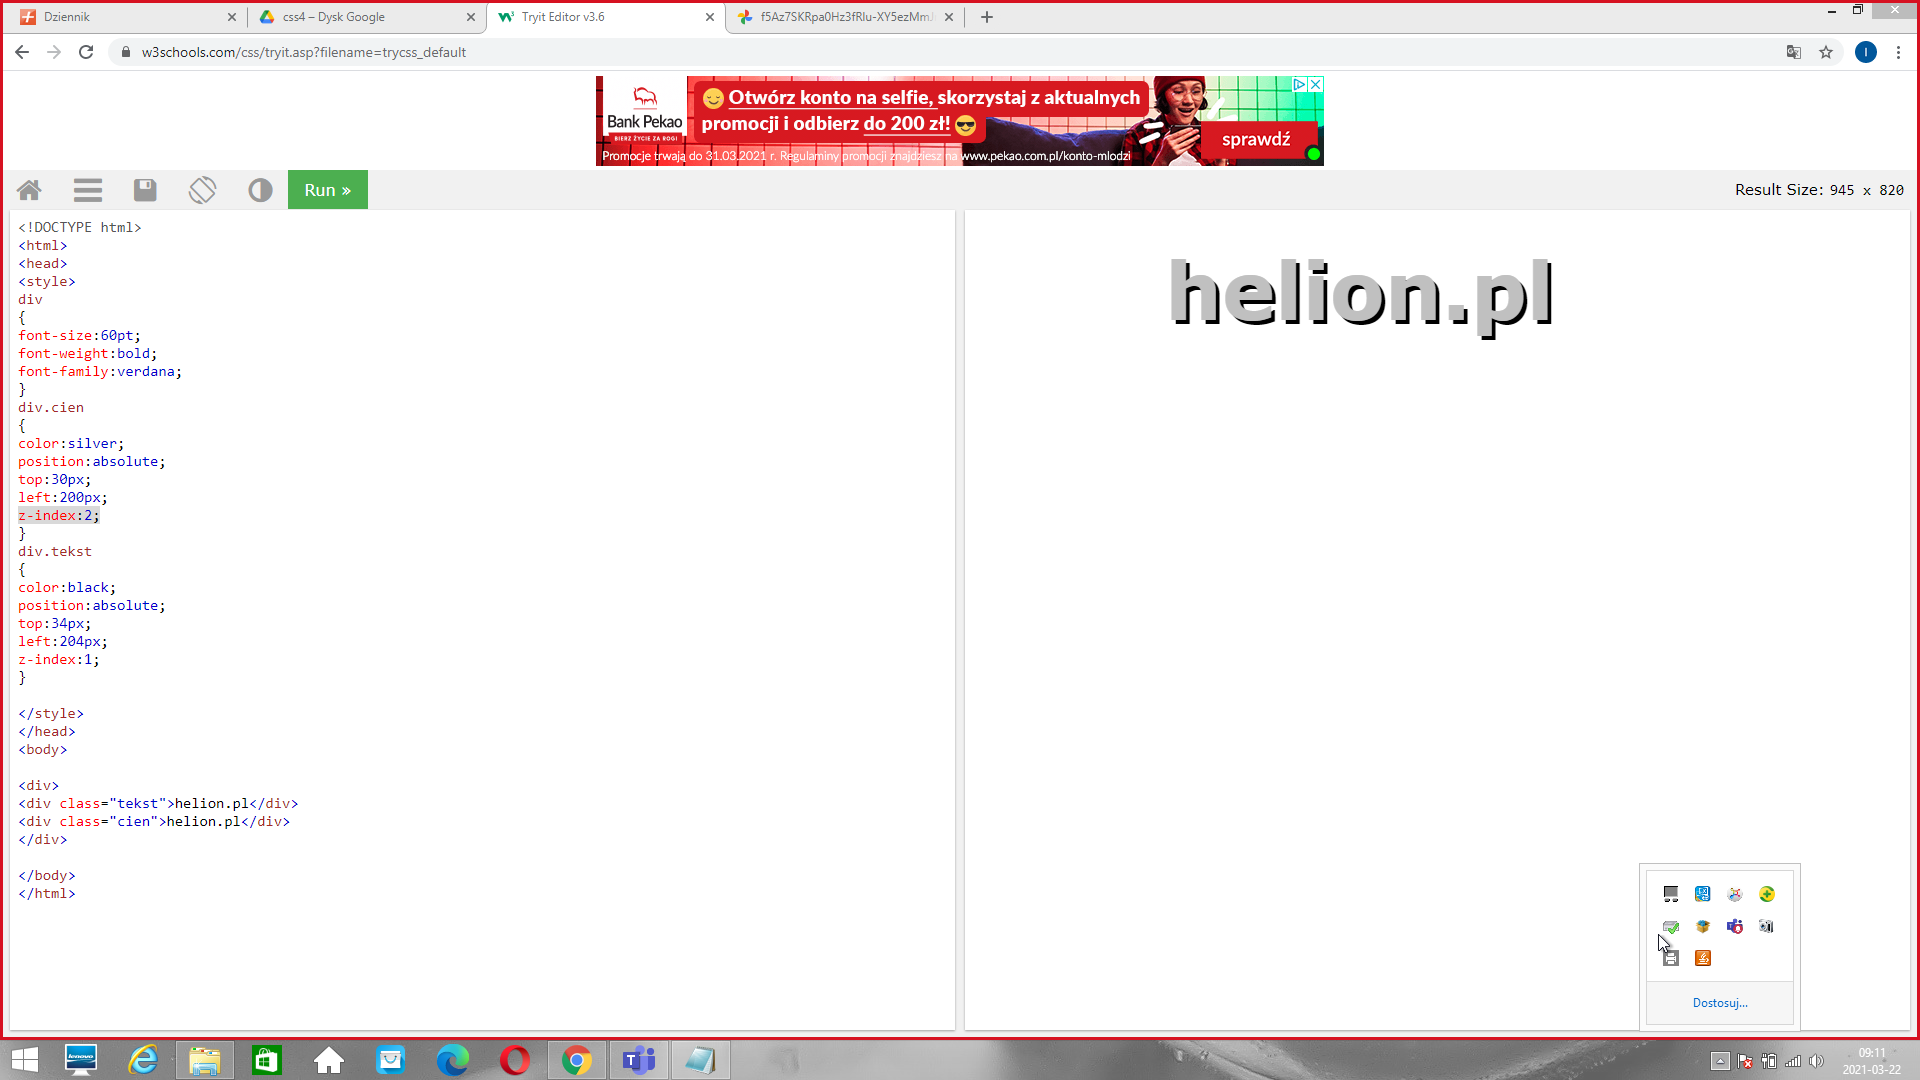 Dziennik
css4 – Dysk Google
Tryit Editor v3.6
f5Az7SKRpa0Hz3fRlu-XY5ezMm
w3schools.com/css/tryit.asp?filename=trycss_default
I
Bank Pekao
BIERZ ŻYCIE ZA ROGI
Otwórz konto na selfie, skorzystaj z aktualnych
promocji i odbierz do 200 zł!
sprawdź
Promocje trwają do 31.03.2021 r. Regulaminy promocji znajdziesz na www.pekao.com.pl/konto-mlodzi
Run »
Result Size: 945 x 820
<!DOCTYPE html>
<html>
<head>
<style>
div
{
font-size:60pt;
font-weight:bold;
font-family:verdana;
}
div.cien
{
color:silver;
position:absolute;
top:30px;
left:200px;
z-index:2;
}
div.tekst
{
color:black;
position:absolute;
top:34px;
left:204px;
z-index:1;
}
</style>
</head>
<body>
<div>
<div class="tekst">helion.pl</div>
<div class="cien">helion.pl</div>
</div>
</body>
</html>
helion.pl
Dostosuj...
lenovo
09:11
2021-03-22